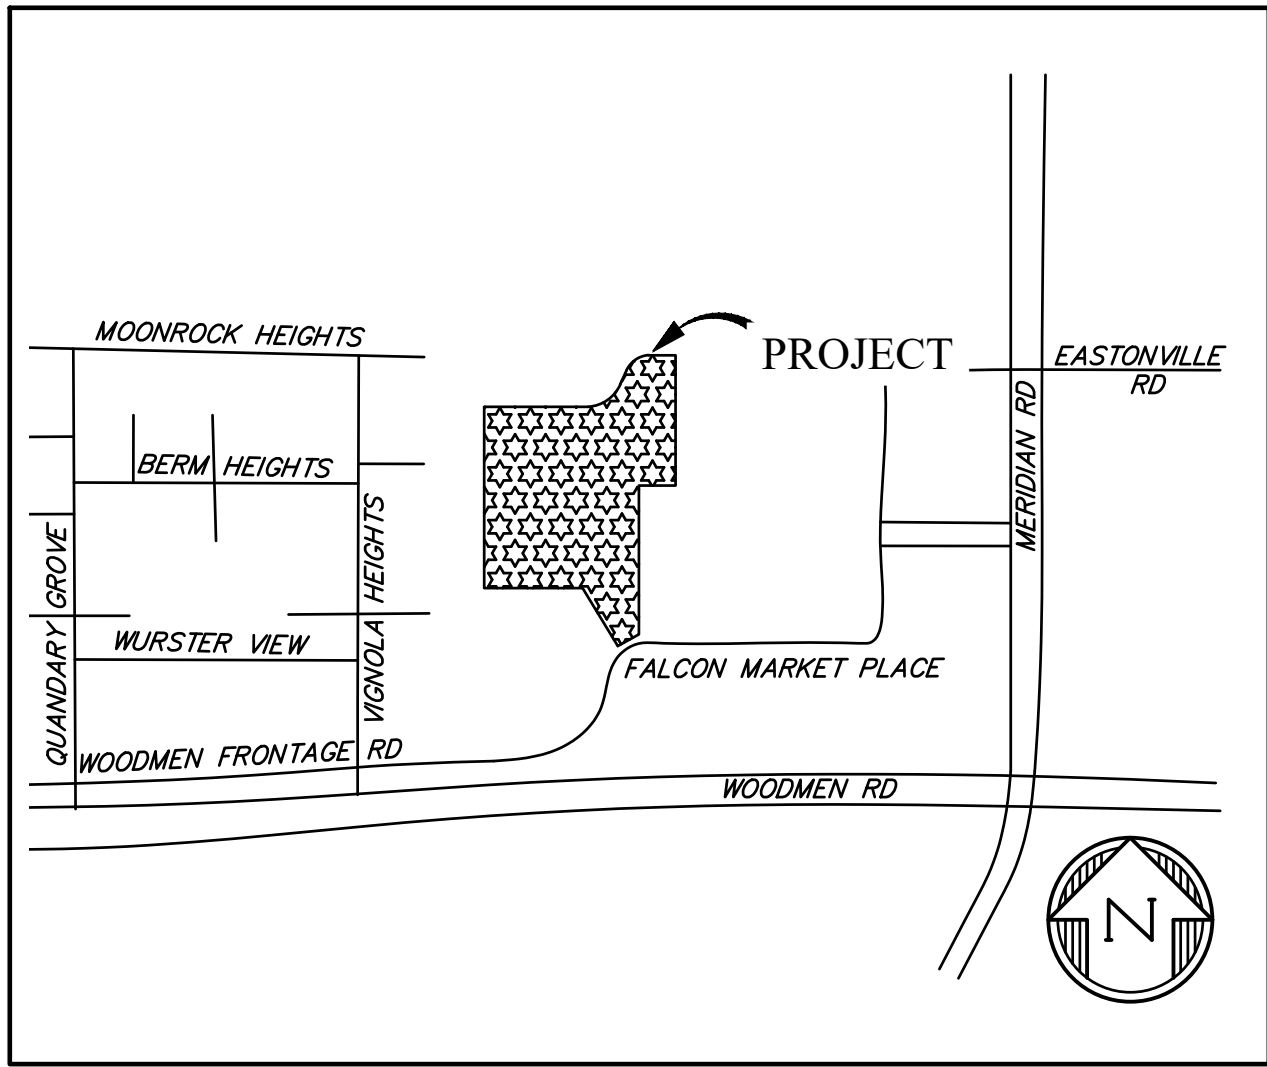 MOONROCK HEIGHTS
PROJECT
EASTONVILLE
RD
MERIDIAN RD
BERM HEIGHTS
VIGNOLA HEIGHTS
QUANDARY GROVE
WURSTER VIEW
FALCON MARKET PLACE
WOODMEN FRONTAGE RD
WOODMEN RD
N